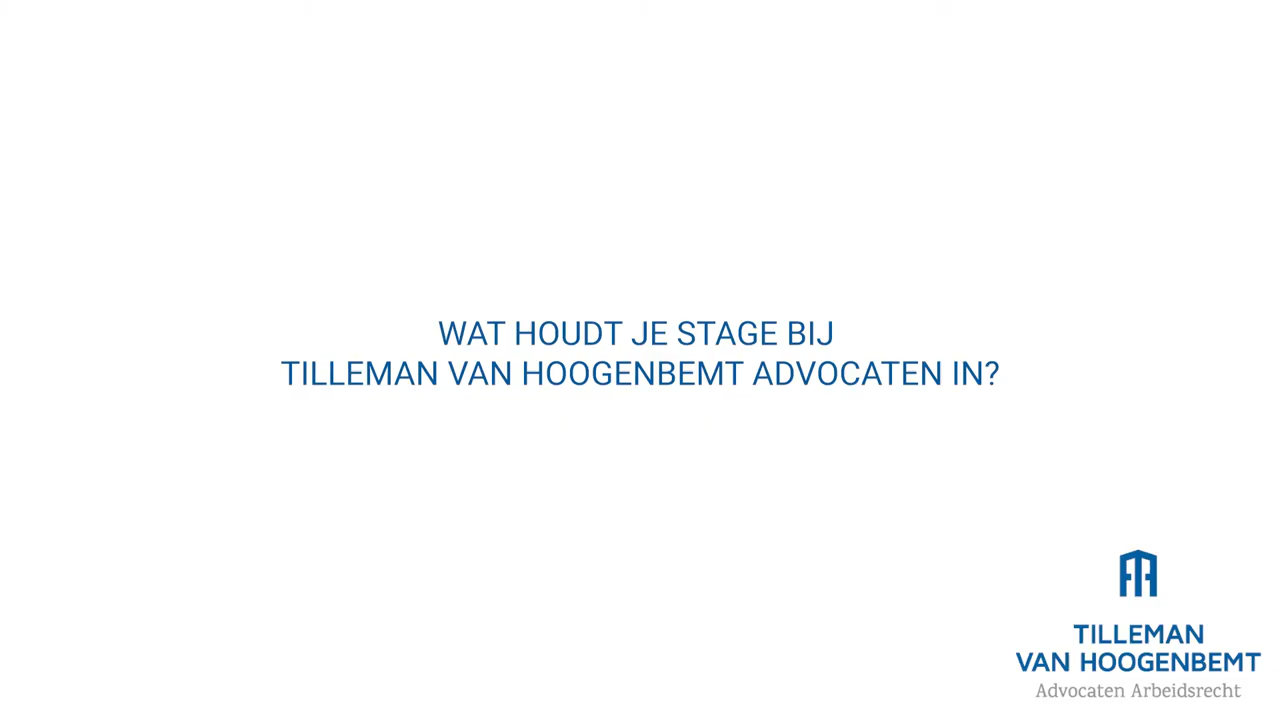 WAT HOUDT JE STAGE BIJ
TILLEMAN VAN HOOGENBEMT ADVOCATEN IN?
TILLEMAN
VAN HOOGENBEMT
Advocaten Arbeidsrecht